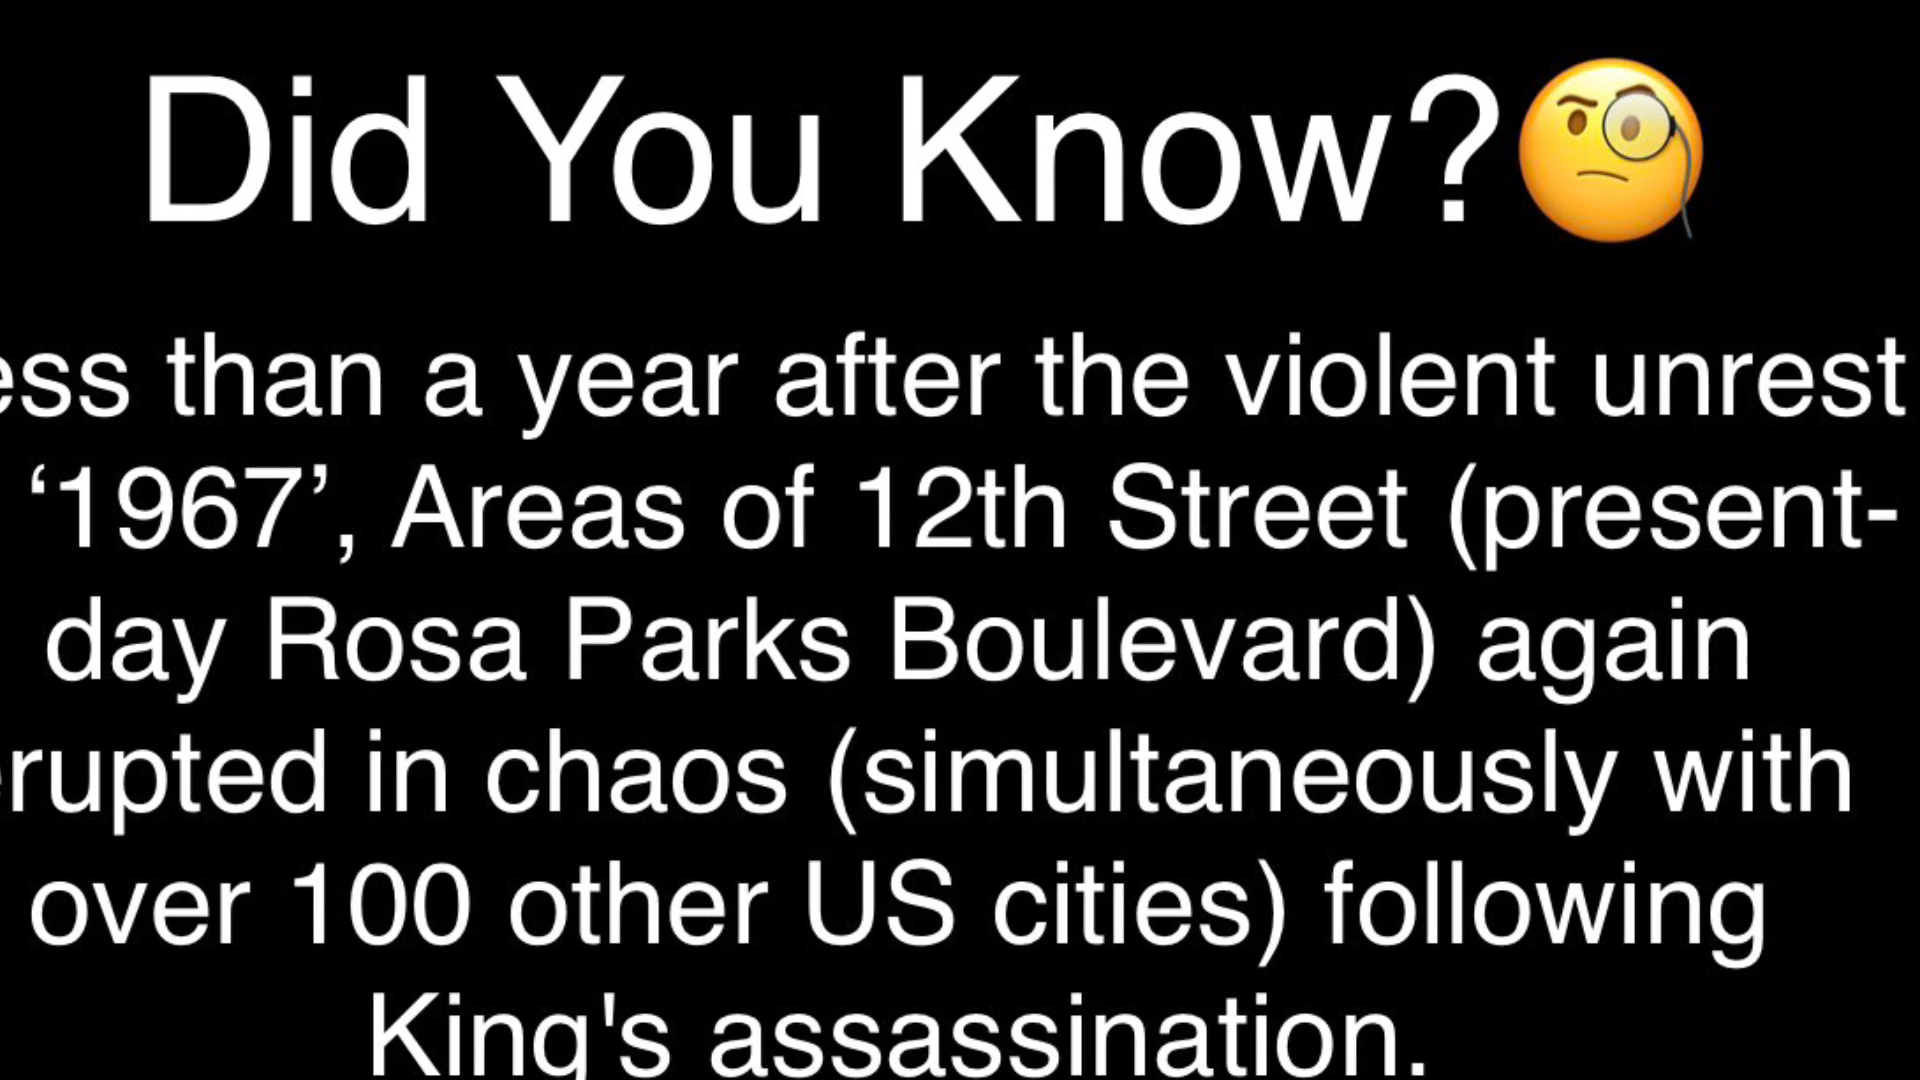 Did You Know?🧐
ess than a year after the violent unrest
‘1967’, Areas of 12th Street (present-
day Rosa Parks Boulevard) again
rupted in chaos (simultaneously with
over 100 other US cities) following
King's assassination.